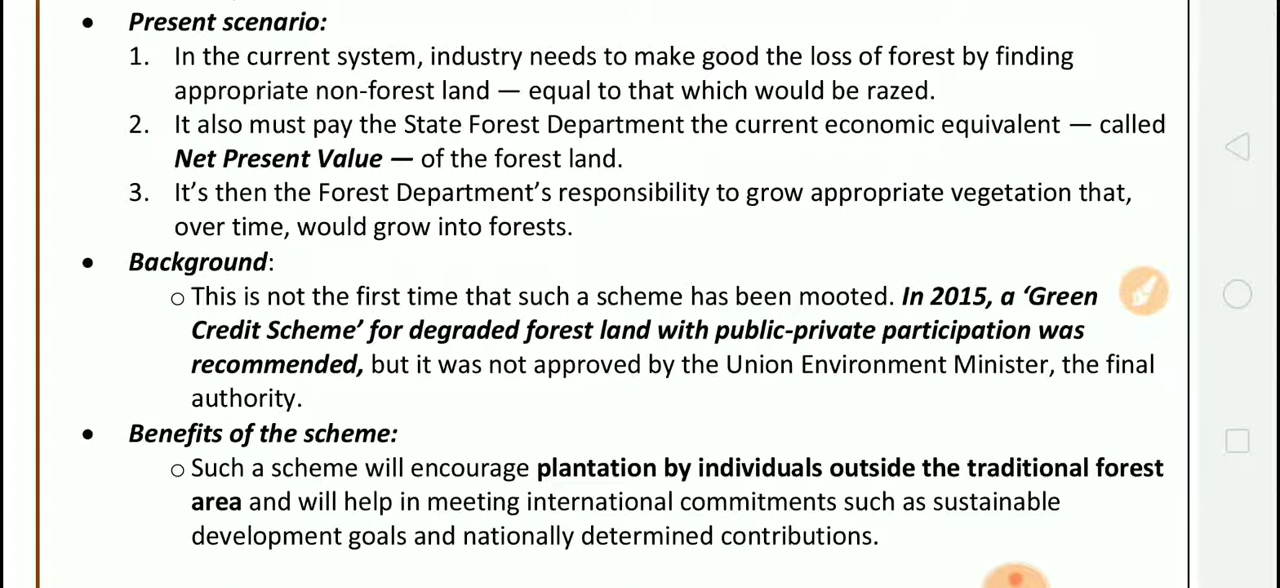 • Present scenario:
1. In the current system, industry needs to make good the loss of forest by finding
appropriate non-forest land — equal to that which would be razed.
2. It also must pay the State Forest Department the current economic equivalent — called
Net Present Value — of the forest land.
3. It’s then the Forest Department’s responsibility to grow appropriate vegetation that,
over time, would grow into forests.
• Background:
○ This is not the first time that such a scheme has been mooted. In 2015, a ‘Green
Credit Scheme’ for degraded forest land with public-private participation was
recommended, but it was not approved by the Union Environment Minister, the final
authority.
• Benefits of the scheme:
○ Such a scheme will encourage plantation by individuals outside the traditional forest
area and will help in meeting international commitments such as sustainable
development goals and nationally determined contributions.